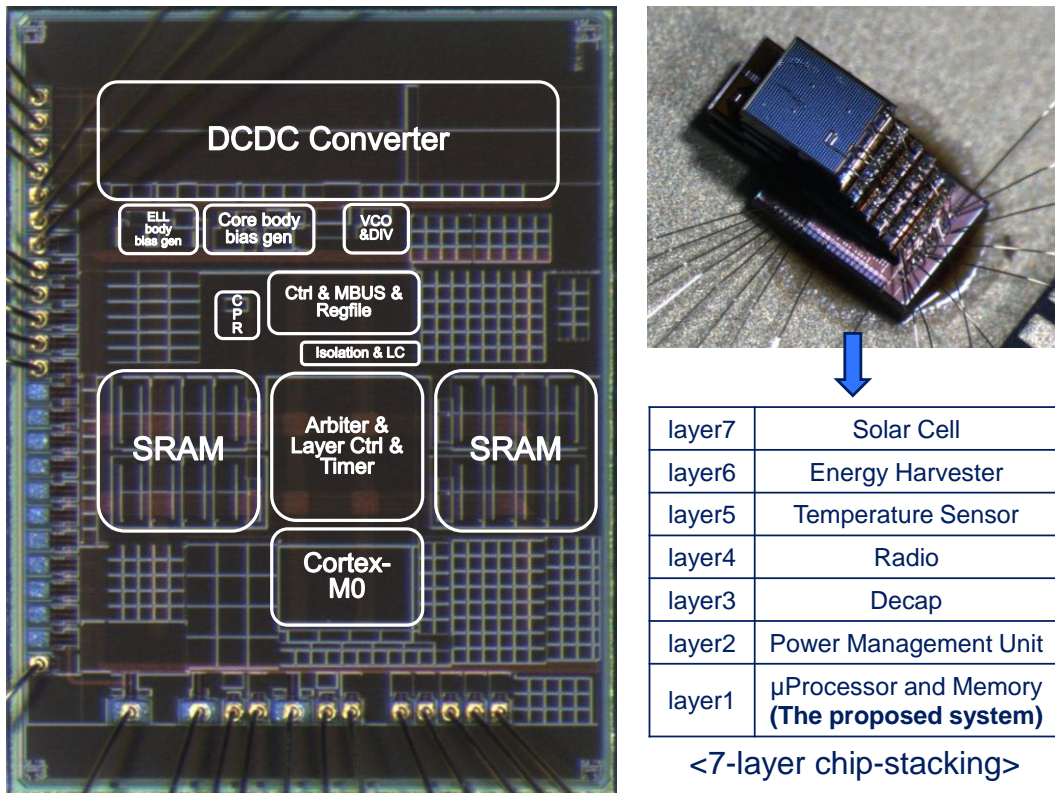 DCDC Converter
ELL
body
bias gen
Core body
bias gen
VCO
&DIV
C
P
R
Ctrl & MBUS &
Regfile
Isolation & LC
SRAM
Arbiter &
Layer Ctrl &
Timer
SRAM
Cortex-
M0
layer7 Solar Cell
layer6 Energy Harvester
layer5 Temperature Sensor
layer4 Radio
layer3 Decap
layer2 Power Management Unit
layer1 µProcessor and Memory
(The proposed system)
<7-layer chip-stacking>